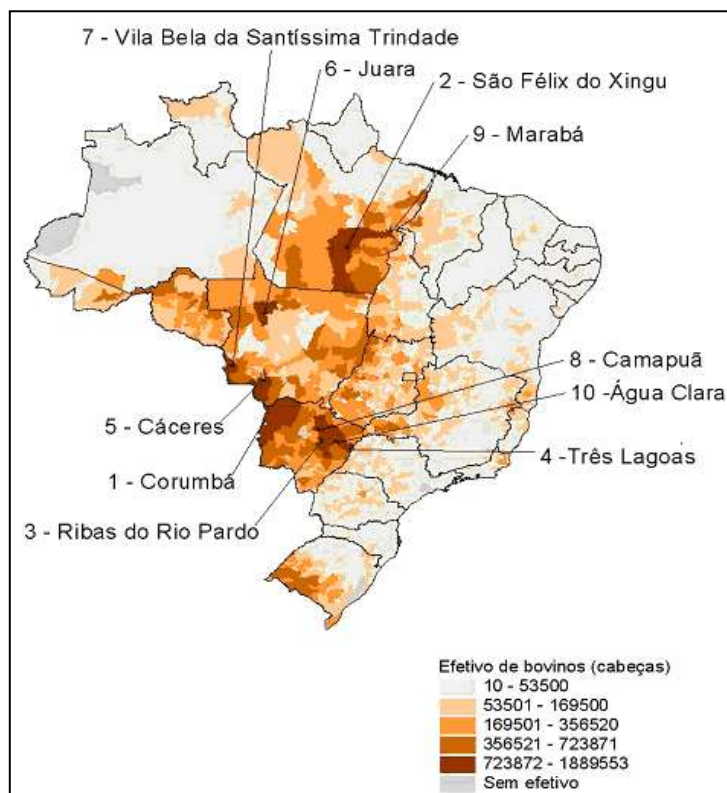 7 - Vila Bela da Santíssima Trindade
6 - Juara
2 - São Félix do Xingu
9 - Marabá
8 - Camapuã
10 -Água Clara
5 - Cáceres
4 -Três Lagoas
1 - Corumbá
3 - Ribas do Rio Pardo
Efetivo de bovinos (cabeças)
10 - 53500
53501 - 169500
169501 - 356520
356521 - 723871
723872 - 1889553
Sem efetivo